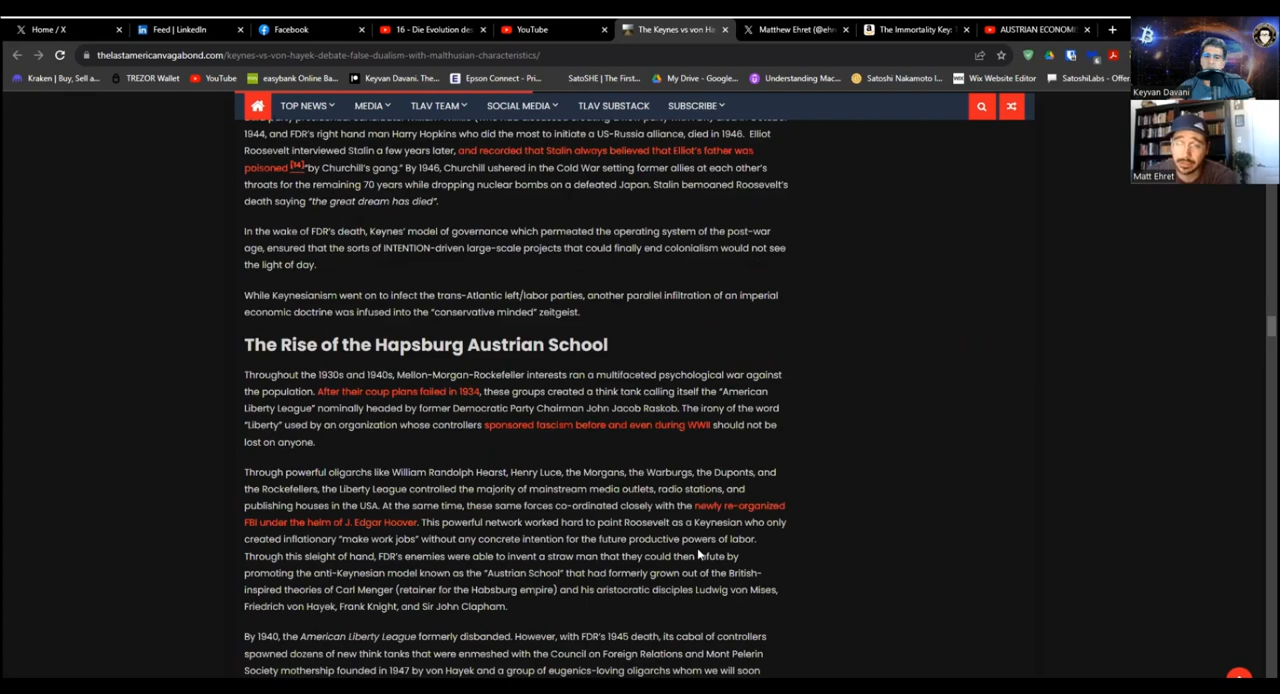 Home / X
Feed | LinkedIn
Facebook
16 - Die Evolution des
YouTube
The Keynes vs von Ha
Matthew Ehret (@ehre
The Immortality Key:
AUSTRIAN ECONOMI
thelastamericanvagabond.com/keynes-vs-von-hayek-debate-false-dualism-with-malthusian-characteristics/
Kraken | Buy, Sell a...
TREZOR Wallet
YouTube
easybank Online Ba...
Keyvan Davani. The...
Epson Connect - Pri...
SatoSHE | The First...
My Drive - Google...
Understanding Mac...
Satoshi Nakamoto I...
Wix Website Editor
SatoshiLabs - Offer
Keyvan Davani
Matt Ehret
TOP NEWS
MEDIA
TLAV TEAM
SOCIAL MEDIA
TLAV SUBSTACK
SUBSCRIBE
1944, and FDR's right hand man Harry Hopkins who did the most to initiate a US-Russia alliance, died in 1946. Elliot
Roosevelt interviewed Stalin a few years later, and recorded that Stalin always believed that Elliot's father was
poisoned [14] "by Churchill's gang." By 1946, Churchill ushered in the Cold War setting former allies at each other's
throats for the remaining 70 years while dropping nuclear bombs on a defeated Japan. Stalin bemoaned Roosevelt's
death saying "the great dream has died".
In the wake of FDR's death, Keynes' model of governance which permeated the operating system of the post-war
age, ensured that the sorts of INTENTION-driven large-scale projects that could finally end colonialism would not see
the light of day.
While Keynesianism went on to infect the trans-Atlantic left/labor parties, another parallel infiltration of an imperial
economic doctrine was infused into the "conservative minded" zeitgeist.
The Rise of the Hapsburg Austrian School
Throughout the 1930s and 1940s, Mellon-Morgan-Rockefeller interests ran a multifaceted psychological war against
the population. After their coup plans failed in 1934, these groups created a think tank calling itself the "American
Liberty League" nominally headed by former Democratic Party Chairman John Jacob Raskob. The irony of the word
"Liberty" used by an organization whose controllers sponsored fascism before and even during WWII should not be
lost on anyone.
Through powerful oligarchs like William Randolph Hearst, Henry Luce, the Morgans, the Warburgs, the Duponts, and
the Rockefellers, the Liberty League controlled the majority of mainstream media outlets, radio stations, and
publishing houses in the USA. At the same time, these same forces co-ordinated closely with the newly re-organized
FBI under the helm of J. Edgar Hoover. This powerful network worked hard to paint Roosevelt as a Keynesian who only
created inflationary "make work jobs" without any concrete intention for the future productive powers of labor.
Through this sleight of hand, FDR's enemies were able to invent a straw man that they could then refute by
promoting the anti-Keynesian model known as the "Austrian School" that had formerly grown out of the British-
inspired theories of Carl Menger (retainer for the Habsburg empire) and his aristocratic disciples Ludwig von Mises,
Friedrich von Hayek, Frank Knight, and Sir John Clapham.
By 1940, the American Liberty League formerly disbanded. However, with FDR's 1945 death, its cabal of controllers
spawned dozens of new think tanks that were enmeshed with the Council on Foreign Relations and Mont Pelerin
Society mothership founded in 1947 by von Hayek and a group of eugenics-loving oligarchs whom we will soon